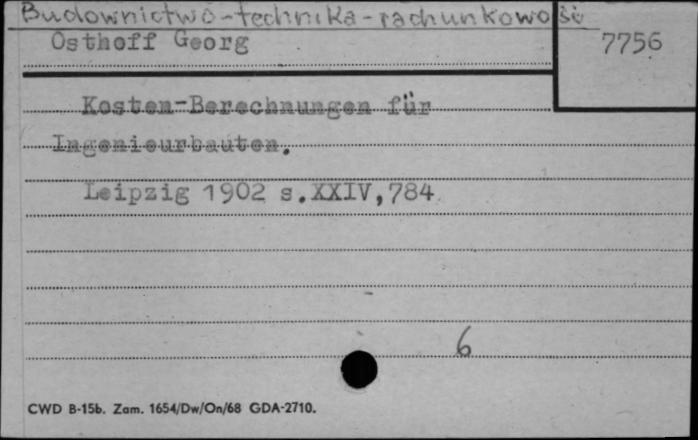 Budownictwo-technika-rachunkowość
Osthoff Georg
7756
Kosten-Berechnungen für
Ingenieurbauten.
Leipzig 1902 s.XXIV,784
6
CWD B-15b. Zam. 1654/Dw/On/68 GDA-2710.